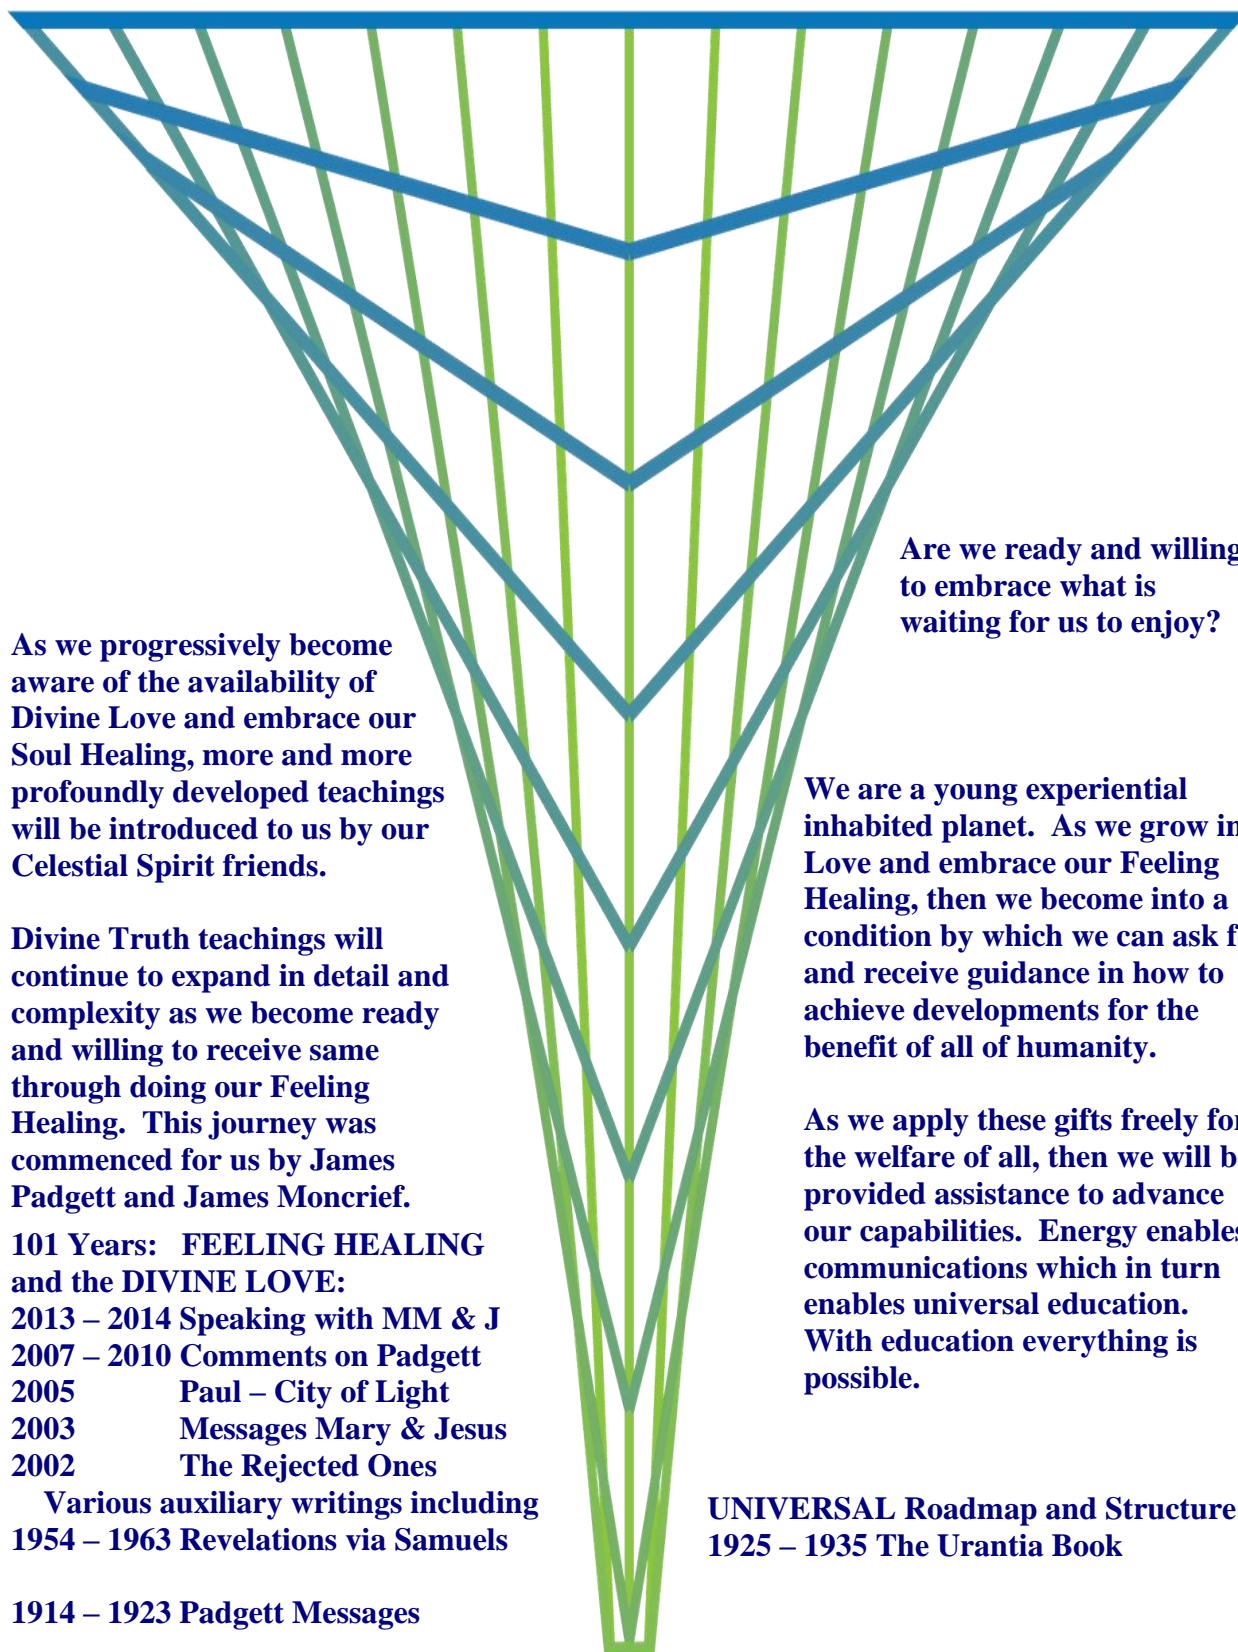 As we progressively become
aware of the availability of
Divine Love and embrace our
Soul Healing, more and more
profoundly developed teachings
will be introduced to us by our
Celestial Spirit friends.
Divine Truth teachings will
continue to expand in detail and
complexity as we become ready
and willing to receive same
through doing our Feeling
Healing. This journey was
commenced for us by James
Padgett and James Moncrief.
101 Years: FEELING HEALING
and the DIVINE LOVE:
2013 – 2014 Speaking with MM & J
2007 – 2010 Comments on Padgett
2005 Paul – City of Light
2003 Messages Mary & Jesus
2002 The Rejected Ones
Various auxiliary writings including
1954 – 1963 Revelations via Samuels
1914 – 1923 Padgett Messages
Are we ready and willing
to embrace what is
waiting for us to enjoy?
We are a young experiential
inhabited planet. As we grow in
Love and embrace our Feeling
Healing, then we become into a
condition by which we can ask
and receive guidance in how to
achieve developments for the
benefit of all of humanity.
As we apply these gifts freely for
the welfare of all, then we will
provided assistance to advance
our capabilities. Energy enables
communications which in turn
enables universal education.
With education everything is
possible.
UNIVERSAL Roadmap and Structure
1925 – 1935 The Urantia Book